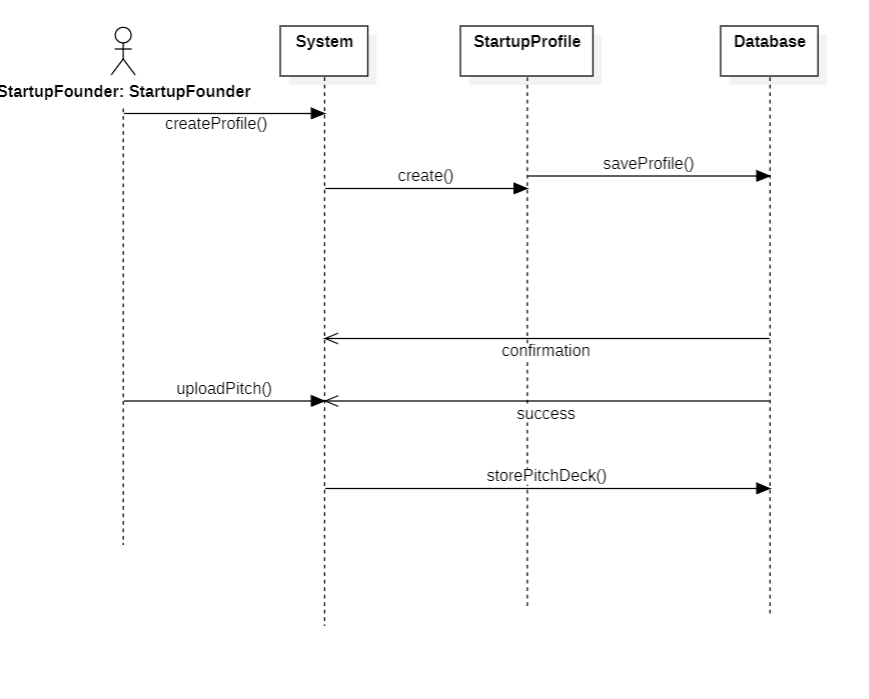 System
StartupProfile
Database
StartupFounder: StartupFounder
createProfile()
saveProfile()
create()
confirmation
uploadPitch()
success
storePitchDeck()